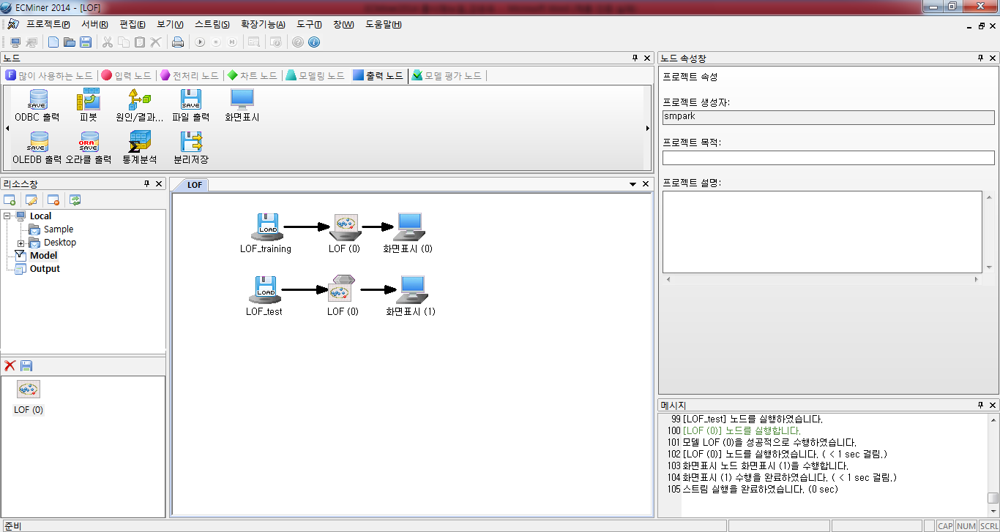 ECMiner 2014 - [LOF]
프로젝트(P) 서버(R) 편집(E) 보기(V) 스트림(S) 확장기능(A) 도구(T) 창(W) 도움말(H)
노드
많이 사용하는 노드 입력 노드 전처리 노드 차트 노드 모델링 노드 출력 노드 모델 평가 노드
ODBC 출력 피봇 원인/결과... 파일 출력 화면표시
OLEDB 출력 오라클 출력 통계분석 분리저장
리소스창
Local
Sample
Desktop
Model
Output
LOF (0)
LOF
LOF_training LOF (0) 화면표시 (0)
LOF_test LOF (0) 화면표시 (1)
노드 속성창
프로젝트 속성
프로젝트 생성자:
smpark
프로젝트 목적:
프로젝트 설명:
메시지
99 [LOF_test] 노드를 실행하였습니다.
100 [LOF (0)] 노드를 실행합니다.
101 모델 LOF (0)을 성공적으로 수행하였습니다.
102 [LOF (0)] 노드를 실행하였습니다. ( < 1 sec 걸림.)
103 화면표시 노드 화면표시 (1)을 수행합니다.
104 화면표시 (1) 수행을 완료하였습니다. ( < 1 sec 걸림.)
105 스트림 실행을 완료하였습니다. (0 sec)
준비 CAP NUM SCRL